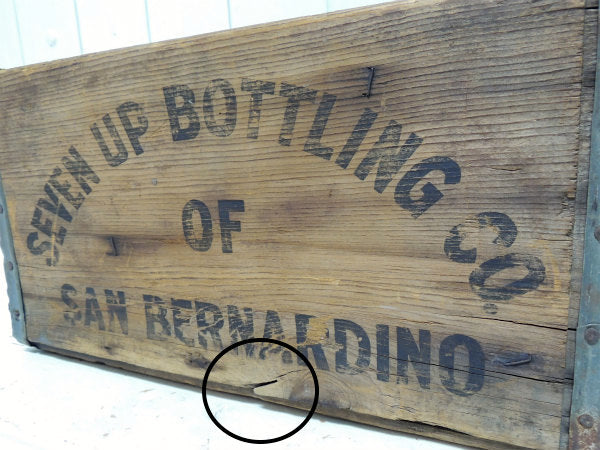 SEVEN UP BOTTLING CO.
OF
SAN BERNARDINO